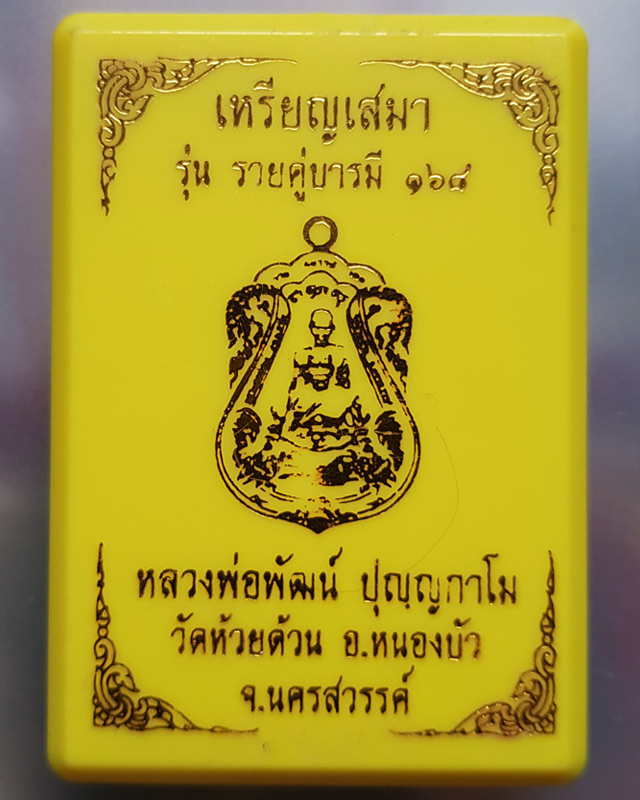 เหรียญเสมา
รุ่น รวยคู่บารมี ๑๖๘
หลวงพ่อพัฒน์ ปุญฺญกาโม
วัดห้วยด้วน อ.หนองบัว
จ.นครสวรรค์